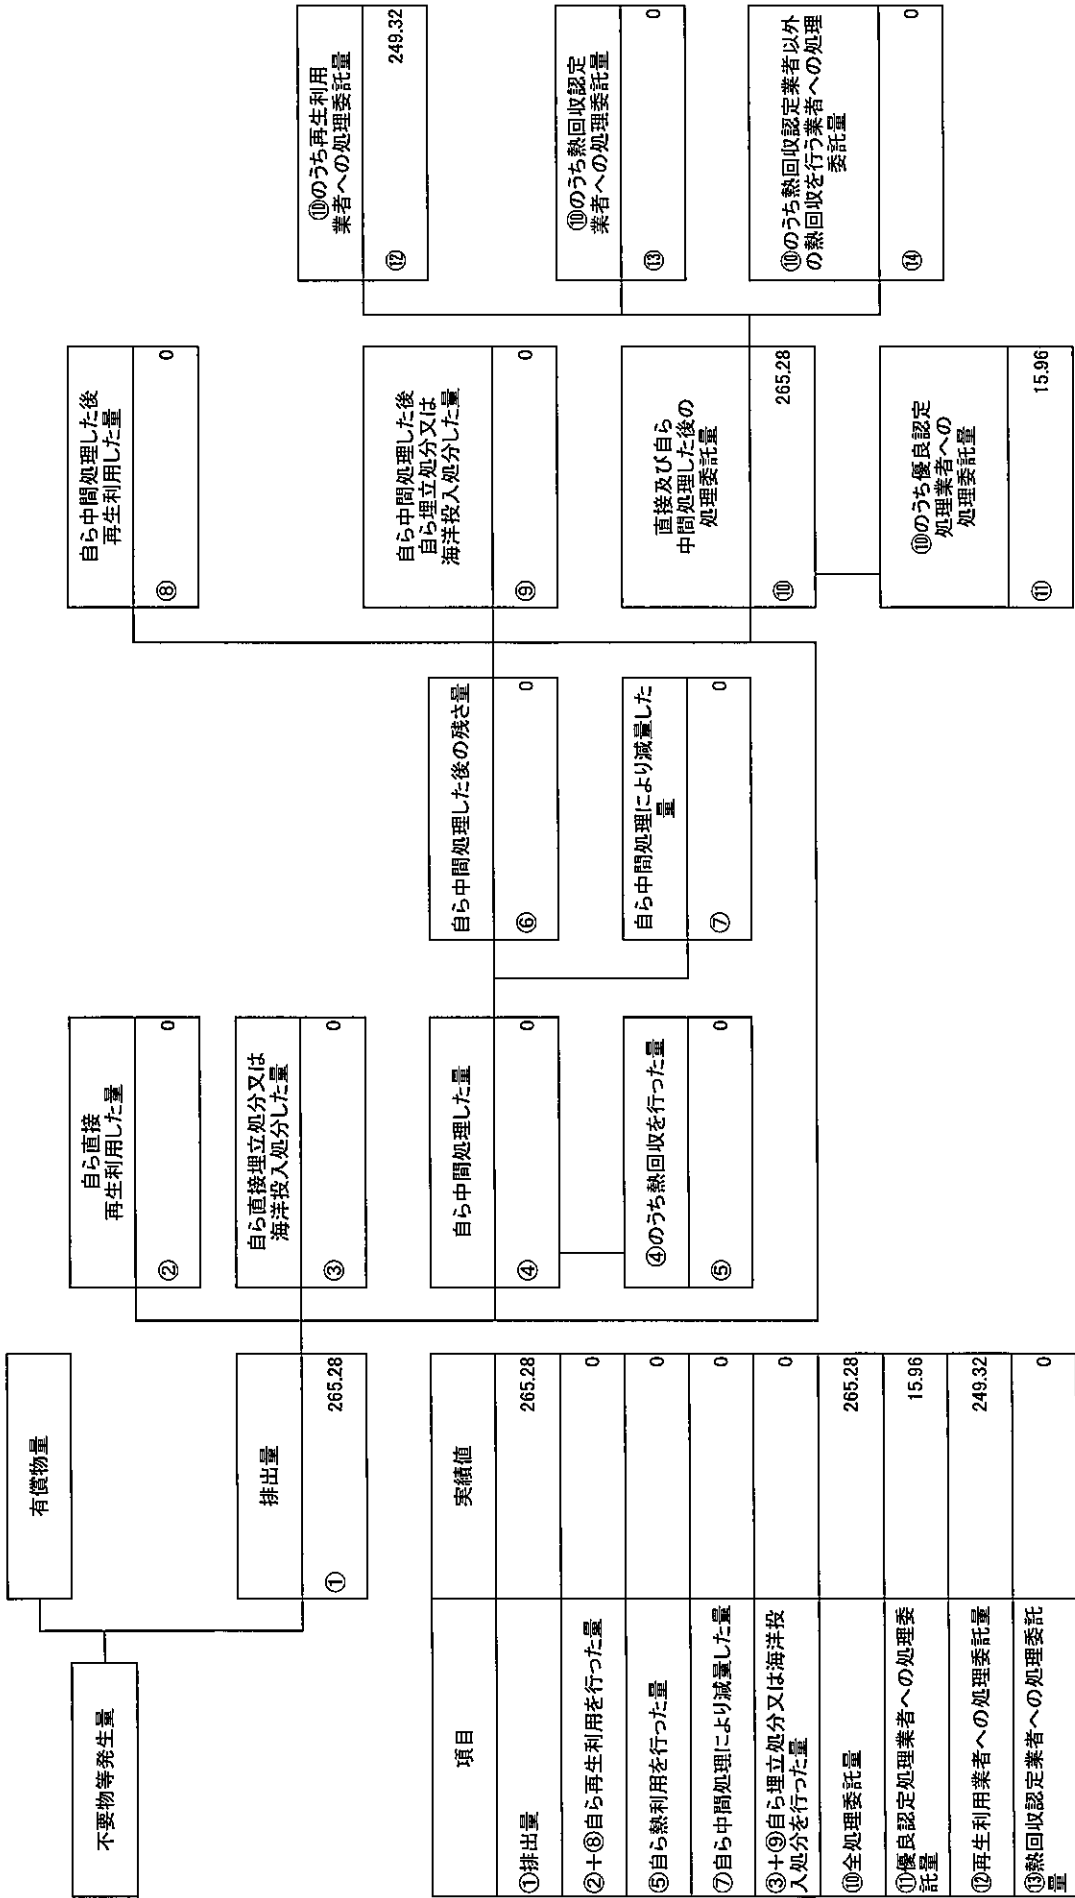 不要物等発生量
有償物量
排出量
①
265.28
自ら直接
再生利用した量
②
0
自ら直接埋立処分又は
海洋投入処分した量
③
0
自ら中間処理した量
④
0
④のうち熱回収を行った量
⑤
0
自ら中間処理した後の残さ量
⑥
0
自ら中間処理により減量した
量
⑦
0
自ら中間処理した後
再生利用した量
⑧
0
自ら中間処理した後
自ら埋立処分又は
海洋投入処分した量
⑨
0
直接及び自ら
中間処理した後の
処理委託量
⑩
265.28
⑩のうち優良認定
処理業者への
処理委託量
⑪
15.96
⑩のうち再生利用
業者への処理委託量
⑫
249.32
⑩のうち熱回収認定
業者への処理委託量
⑬
0
⑩のうち熱回収認定業者以外
の熱回収を行う業者への処理
委託量
⑭
0
項目
実績値
①排出量
265.28
②+⑧自ら再生利用を行った量
0
⑤自ら熱利用を行った量
0
⑦自ら中間処理により減量した量
0
③+⑨自ら埋立処分又は海洋投
入処分を行った量
0
⑩全処理委託量
265.28
⑪優良認定処理業者への処理委
託量
15.96
⑫再生利用業者への処理委託量
249.32
⑬熱回収認定業者への処理委託
量
0